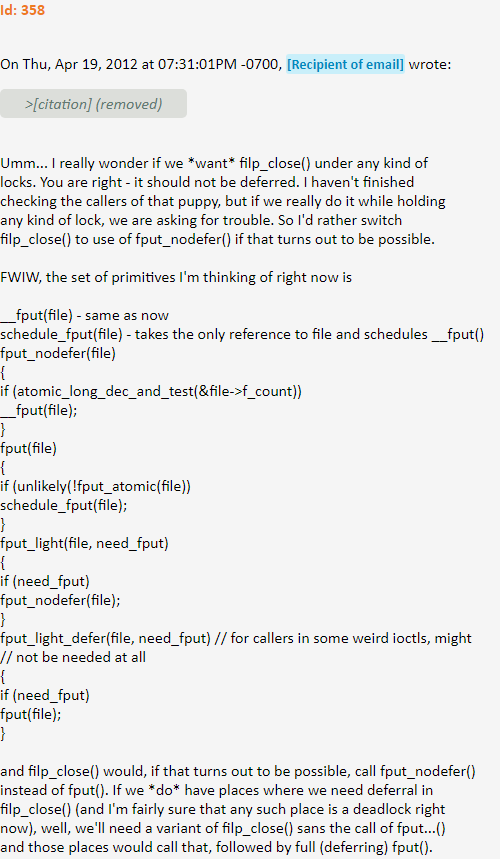 Id: 358
On Thu, Apr 19, 2012 at 07:31:01PM -0700, [Recipient of email] wrote:
>[citation] (removed)
Umm... I really wonder if we *want* filp_close() under any kind of
locks. You are right - it should not be deferred. I haven't finished
checking the callers of that puppy, but if we really do it while holding
any kind of lock, we are asking for trouble. So I'd rather switch
filp_close() to use of fput_nodefer() if that turns out to be possible.
FWIW, the set of primitives I'm thinking of right now is
__fput(file) - same as now
schedule_fput(file) - takes the only reference to file and schedules __fput()
fput_nodefer(file)
{
if (atomic_long_dec_and_test(&file->f_count))
__fput(file);
}
fput(file)
{
if (unlikely(!fput_atomic(file))
schedule_fput(file);
}
fput_light(file, need_fput)
{
if (need_fput)
fput_nodefer(file);
}
fput_light_defer(file, need_fput) // for callers in some weird ioctls, might
// not be needed at all
{
if (need_fput)
fput(file);
}
and filp_close() would, if that turns out to be possible, call fput_nodefer()
instead of fput(). If we *do* have places where we need deferral in
filp_close() (and I'm fairly sure that any such place is a deadlock right
now), well, we'll need a variant of filp_close() sans the call of fput...()
and those places would call that, followed by full (deferring) fput().